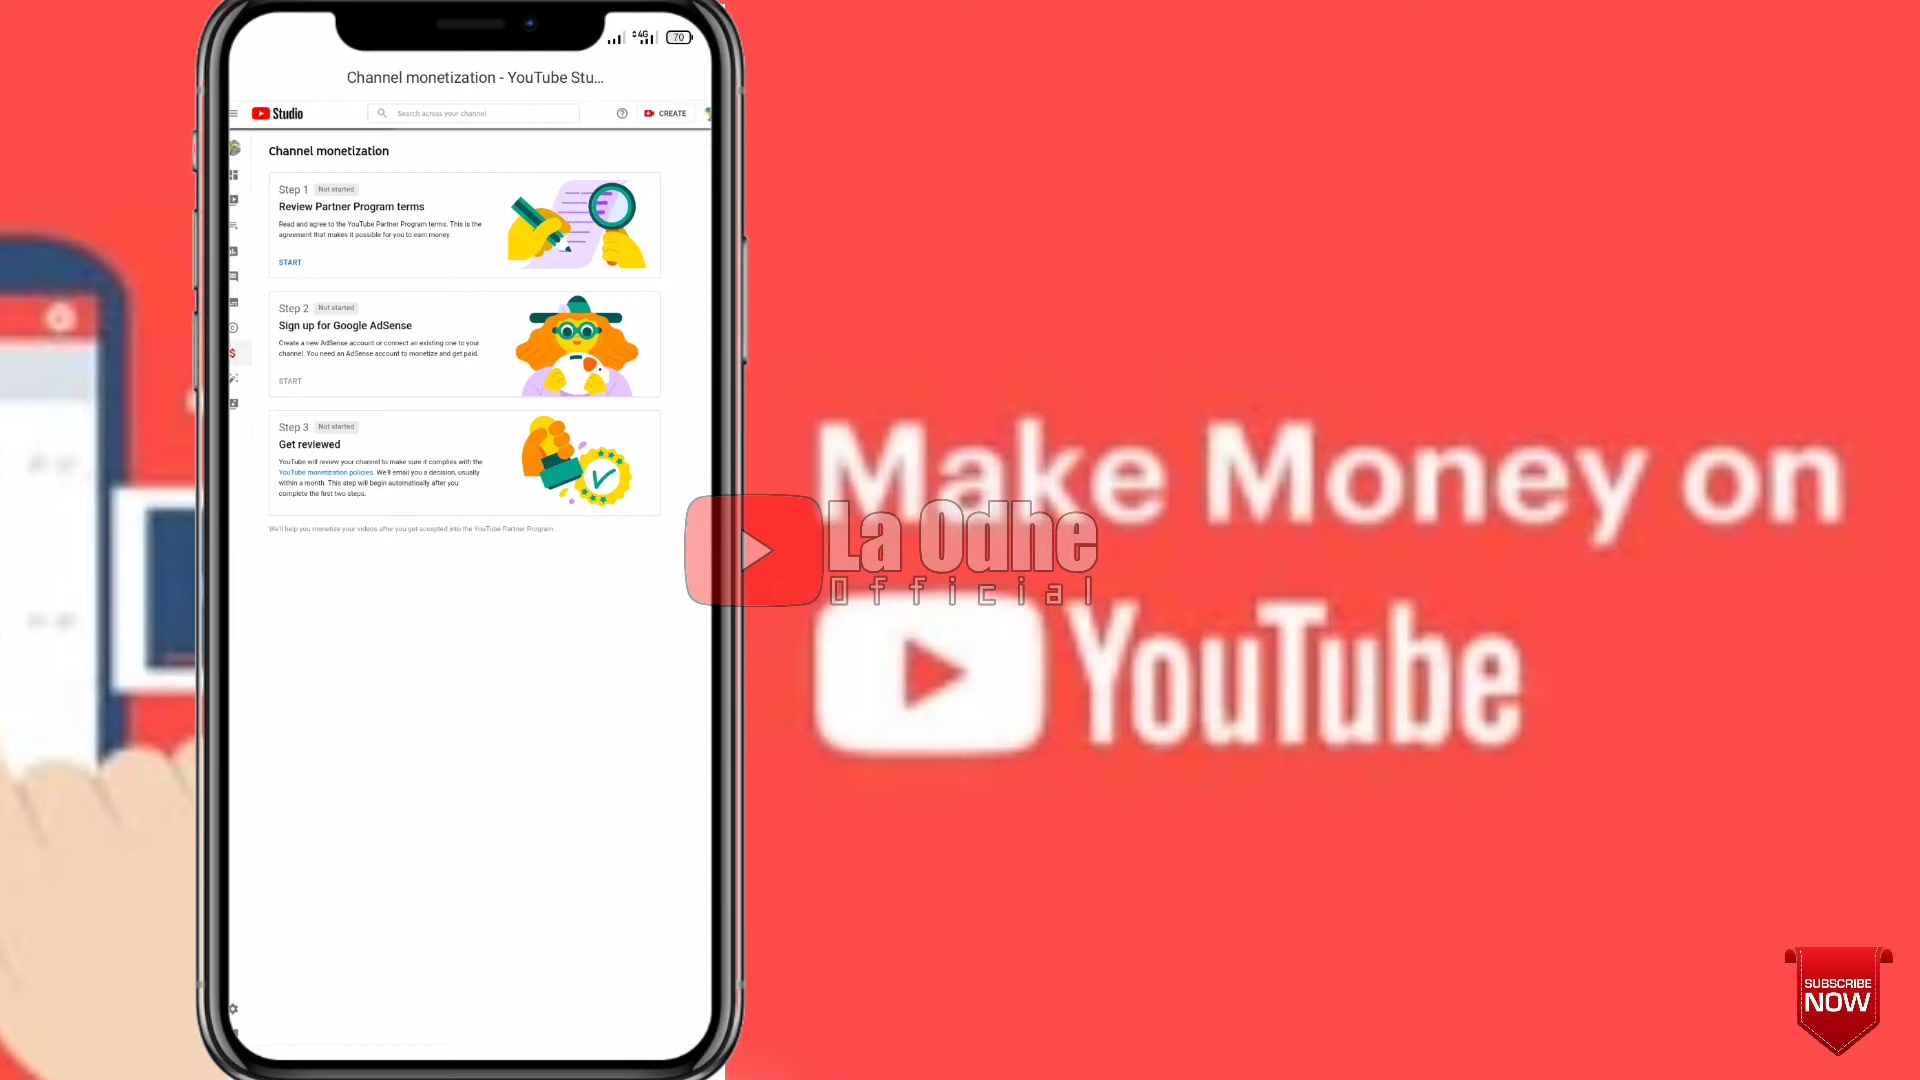 4G
70
Channel monetization - YouTube Stu...
Studio
Search across your channel
CREATE
Channel monetization
Step 1 Not started
Review Partner Program terms
Read and agree to the YouTube Partner Program terms. This is the
agreement that makes it possible for you to earn money.
START
Step 2 Not started
Sign up for Google AdSense
Create a new AdSense account or connect an existing one to your
channel. You need an AdSense account to monetize and get paid.
START
Step 3 Not started
Get reviewed
YouTube will review your channel to make sure it complies with the
YouTube monetization policies. We'll email you a decision, usually
within a month. This step will begin automatically after you
complete the first two steps.
We'll help you monetize your videos after you get accepted into the YouTube Partner Program.
Make Money on
La Odhe
Official
YouTube
SUBSCRIBE
NOW